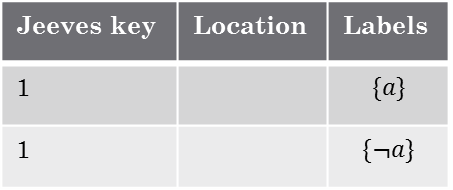 Jeeves key Location Labels
1 {a}
1 {¬a}